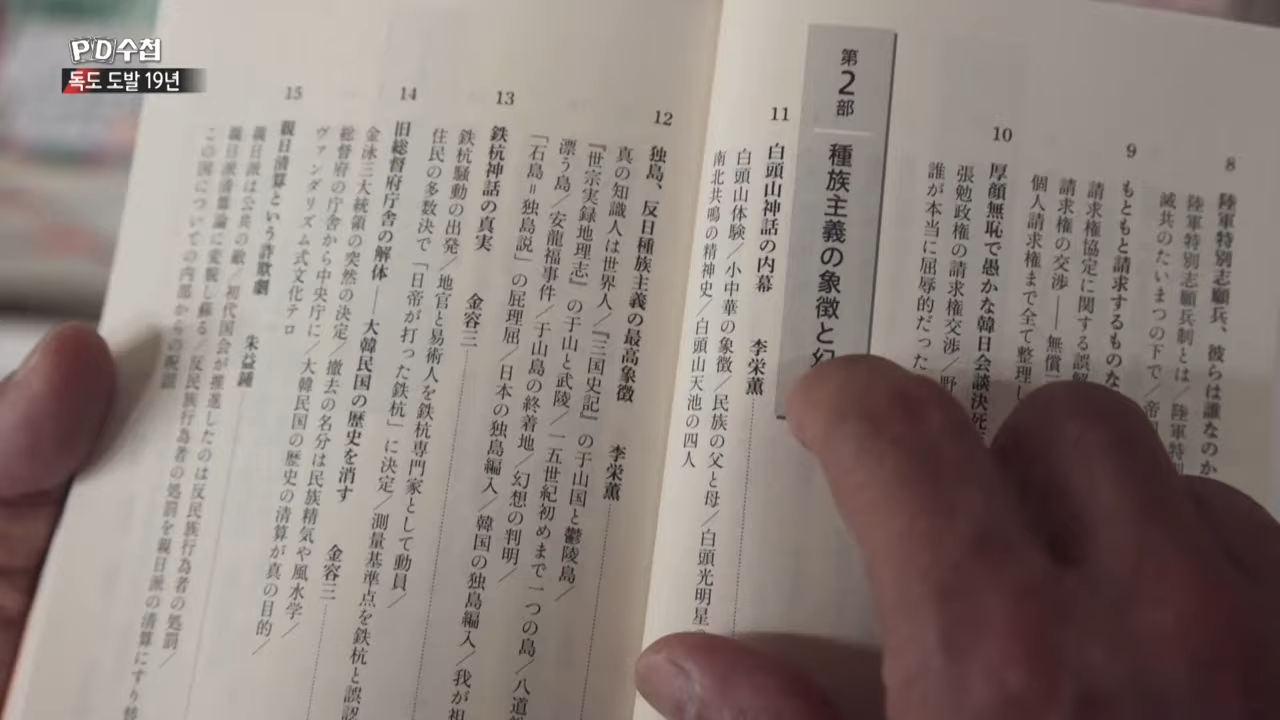 PD수첩
독도 도발 19년
8
陸軍特別志願兵、彼らは誰なのか
陸軍特別志願兵制とは/陸軍特別
滅共のたいまつの下で/帝
9
もともと請求するものな
請求権協定に関する誤解
請求権の交渉――無償
個人請求権まで全て整理し
10
厚顔無恥で愚かな韓日会談決死
張勉政権の請求権交渉/野
誰が本当に屈辱的だった
第2部
種族主義の象徴と幻
11
白頭山神話の内幕 李栄薫
白頭山体験/小中華の象徴/民族の父と母/白頭光明星
南北共鳴の精神史/白頭山天池の四人
12
独島、反日種族主義の最高象徴 李栄薫
真の知識人は世界人/『三国史記』の于山国と鬱陵島/
『世宗実録地理志』の于山と武陵/一五世紀初めまで一つの島/八道
漂う島/安龍福事件/于山島の終着地/幻想の判明/
「石島=独島説」の屁理屈/日本の独島編入/韓国の独島編入/我が祖
13
鉄杭神話の真実 金容三
鉄杭騒動の出発/地官と易術人を鉄杭専門家として動員/
住民の多数決で「日帝が打った鉄杭」に決定/測量基準点を鉄杭と誤認
14
旧総督府庁舎の解体――大韓民国の歴史を消す 金容三
金泳三大統領の突然の決定/撤去の名分は民族精気や風水学/
総督府の庁舎から中央庁に/大韓民国の歴史の清算が真の目的/
ヴァンダリズム式文化テロ
15
親日清算という詐欺劇 朱益鍾
親日派は公共の敵/初代国会が推進したのは反民族行為者の処罰/
親日派清算論に変貌し蘇る/反民族行為者の処罰を親日派の清算にすり替
この国についての内部からの呪詛